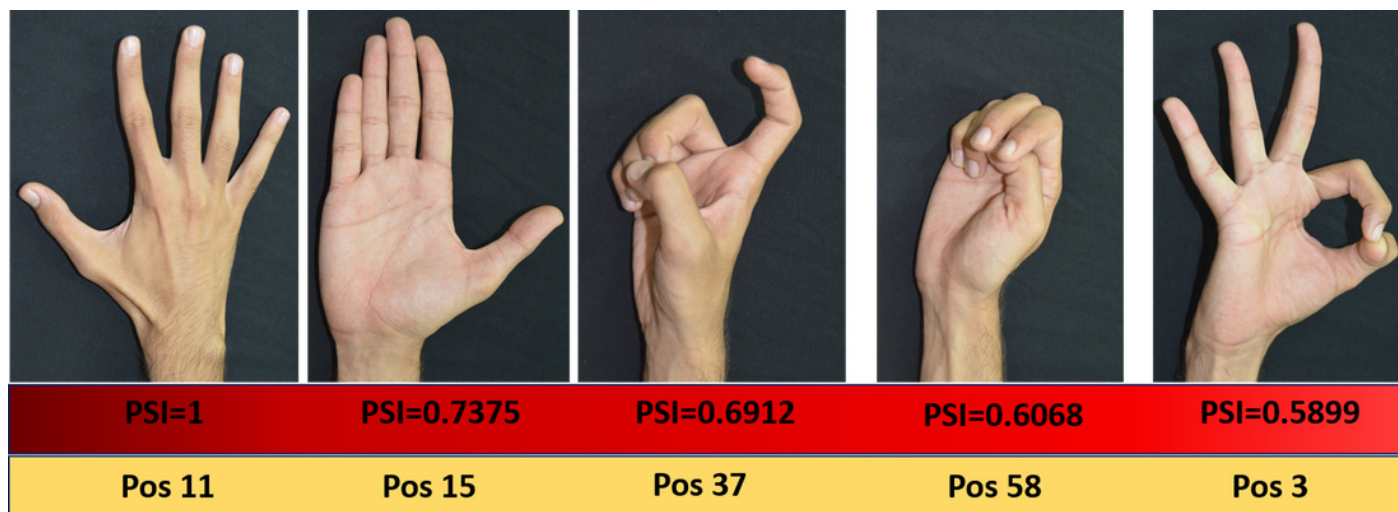 PSI=1 PSI=0.7375 PSI=0.6912 PSI=0.6068 PSI=0.5899
Pos 11 Pos 15 Pos 37 Pos 58 Pos 3